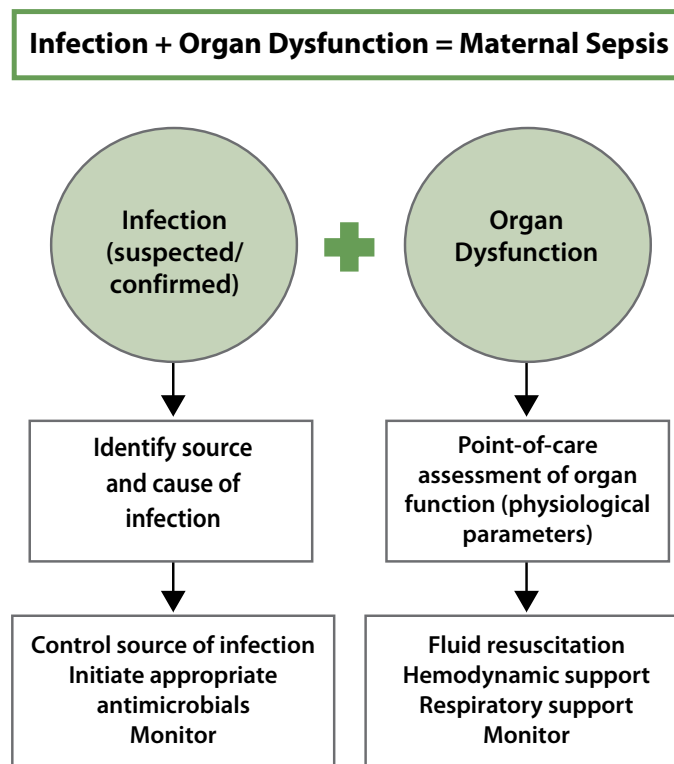 Infection + Organ Dysfunction = Maternal Sepsis
Infection
(suspected/
confirmed)
Organ
Dysfunction
Identify source
and cause of
infection
Point-of-care
assessment of organ
function (physiological
parameters)
Control source of infection
Initiate appropriate
antimicrobials
Monitor
Fluid resuscitation
Hemodynamic support
Respiratory support
Monitor